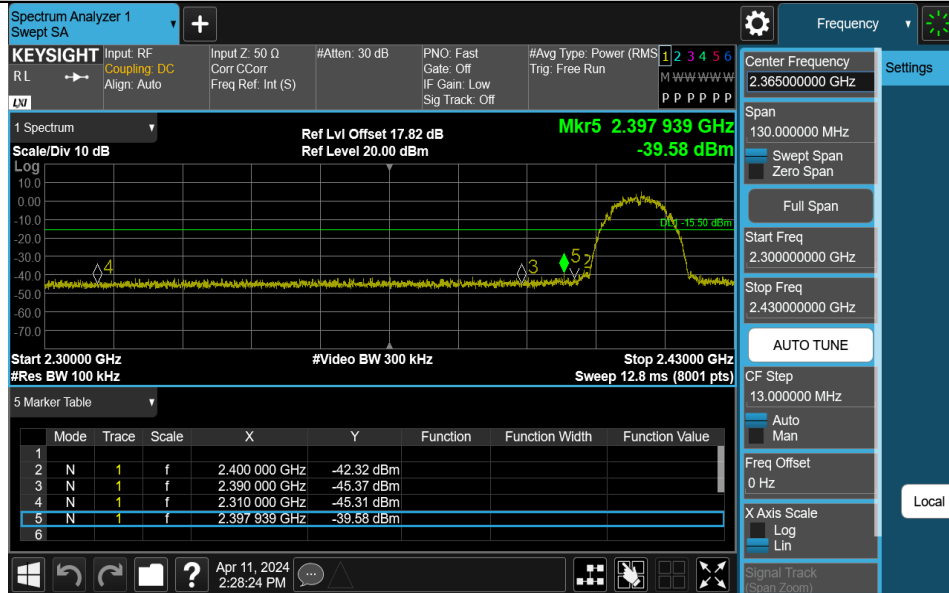 Spectrum Analyzer 1
Swept SA
Frequency
KEYSIGHT
RL
LXI
Input: RF
Coupling: DC
Align: Auto
Input Z: 50 Ω
Corr CCorr
Freq Ref: Int (S)
#Atten: 30 dB
PNO: Fast
Gate: Off
IF Gain: Low
Sig Track: Off
#Avg Type: Power (RMS
Trig: Free Run
1 2 3 4 5 6
M W W W W W
P P P P P P
1 Spectrum
Scale/Div 10 dB
Ref Lvl Offset 17.82 dB
Ref Level 20.00 dBm
Mkr5 2.397 939 GHz
-39.58 dBm
Log
10.0
0.00
-10.0
-20.0
-30.0
-40.0
-50.0
-60.0
-70.0
DL1 -15.50 dBm
4
3
5
2
Start 2.30000 GHz
#Video BW 300 kHz
Stop 2.43000 GHz
#Res BW 100 kHz
Sweep 12.8 ms (8001 pts)
5 Marker Table
Mode Trace Scale X Y Function Function Width Function Value
1
2 N 1 f 2.400 000 GHz -42.32 dBm
3 N 1 f 2.390 000 GHz -45.37 dBm
4 N 1 f 2.310 000 GHz -45.31 dBm
5 N 1 f 2.397 939 GHz -39.58 dBm
6
Apr 11, 2024
2:28:24 PM
Center Frequency
2.365000000 GHz
Span
130.000000 MHz
Swept Span
Zero Span
Full Span
Start Freq
2.300000000 GHz
Stop Freq
2.430000000 GHz
AUTO TUNE
CF Step
13.000000 MHz
Auto
Man
Freq Offset
0 Hz
X Axis Scale
Log
Lin
Signal Track
(Span Zoom)
Settings
Local